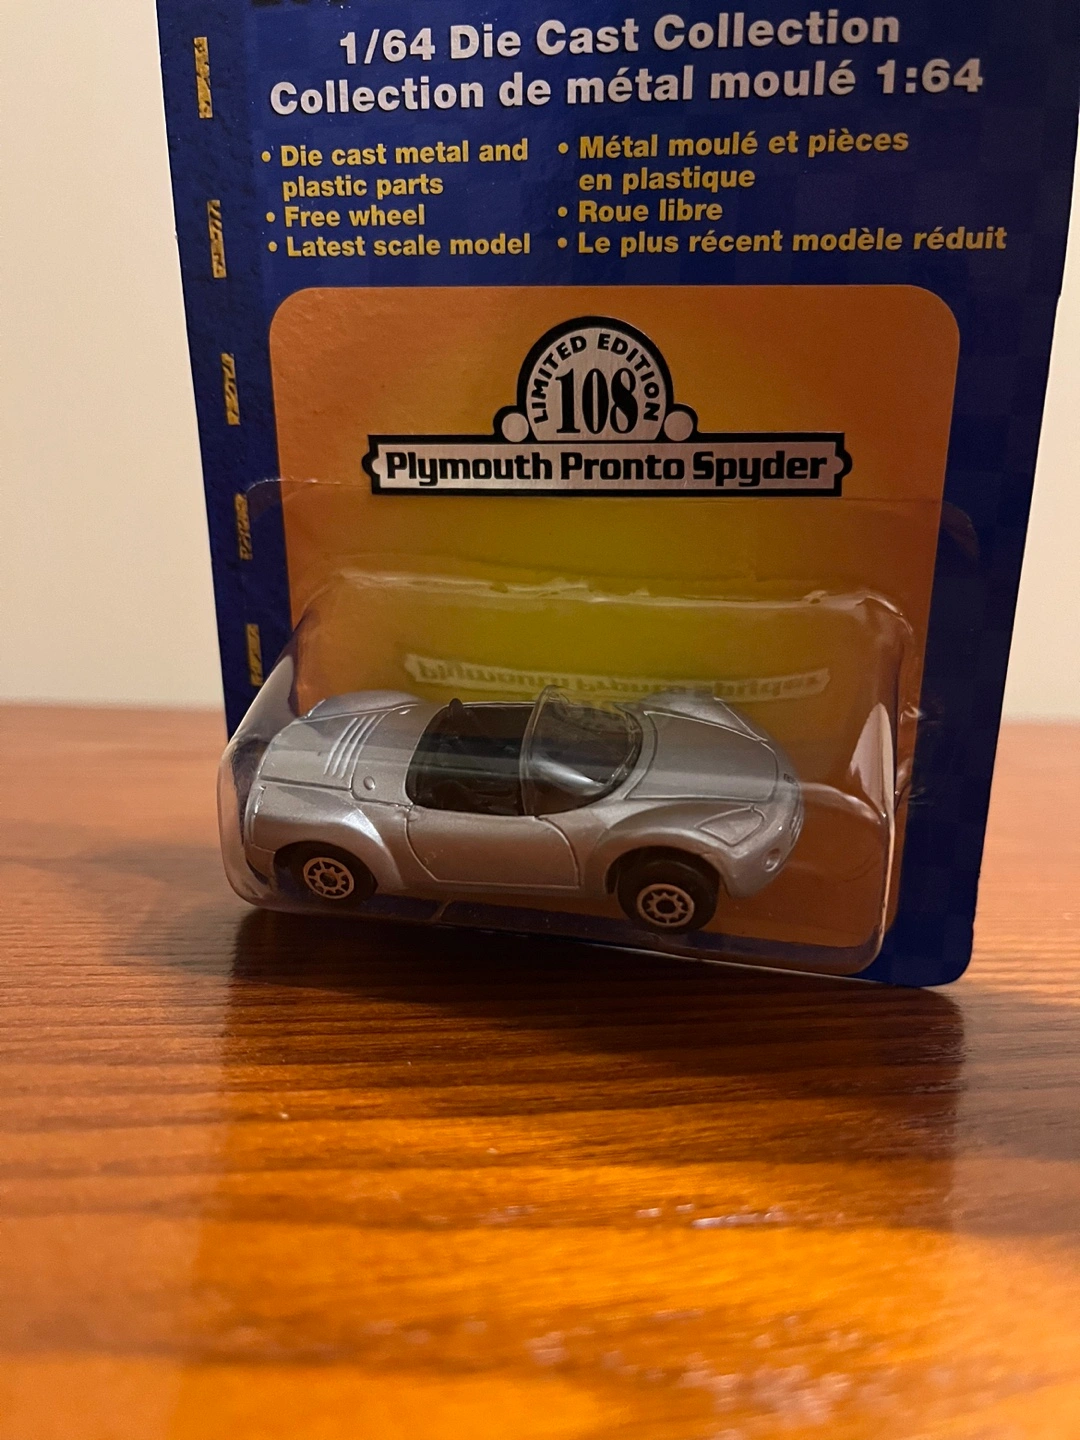 1/64 Die Cast Collection
Collection de métal moulé 1:64
• Die cast metal and
plastic parts
• Free wheel
• Latest scale model
• Métal moulé et pièces
en plastique
• Roue libre
• Le plus récent modèle réduit
LIMITED EDITION
108
Plymouth Pronto Spyder